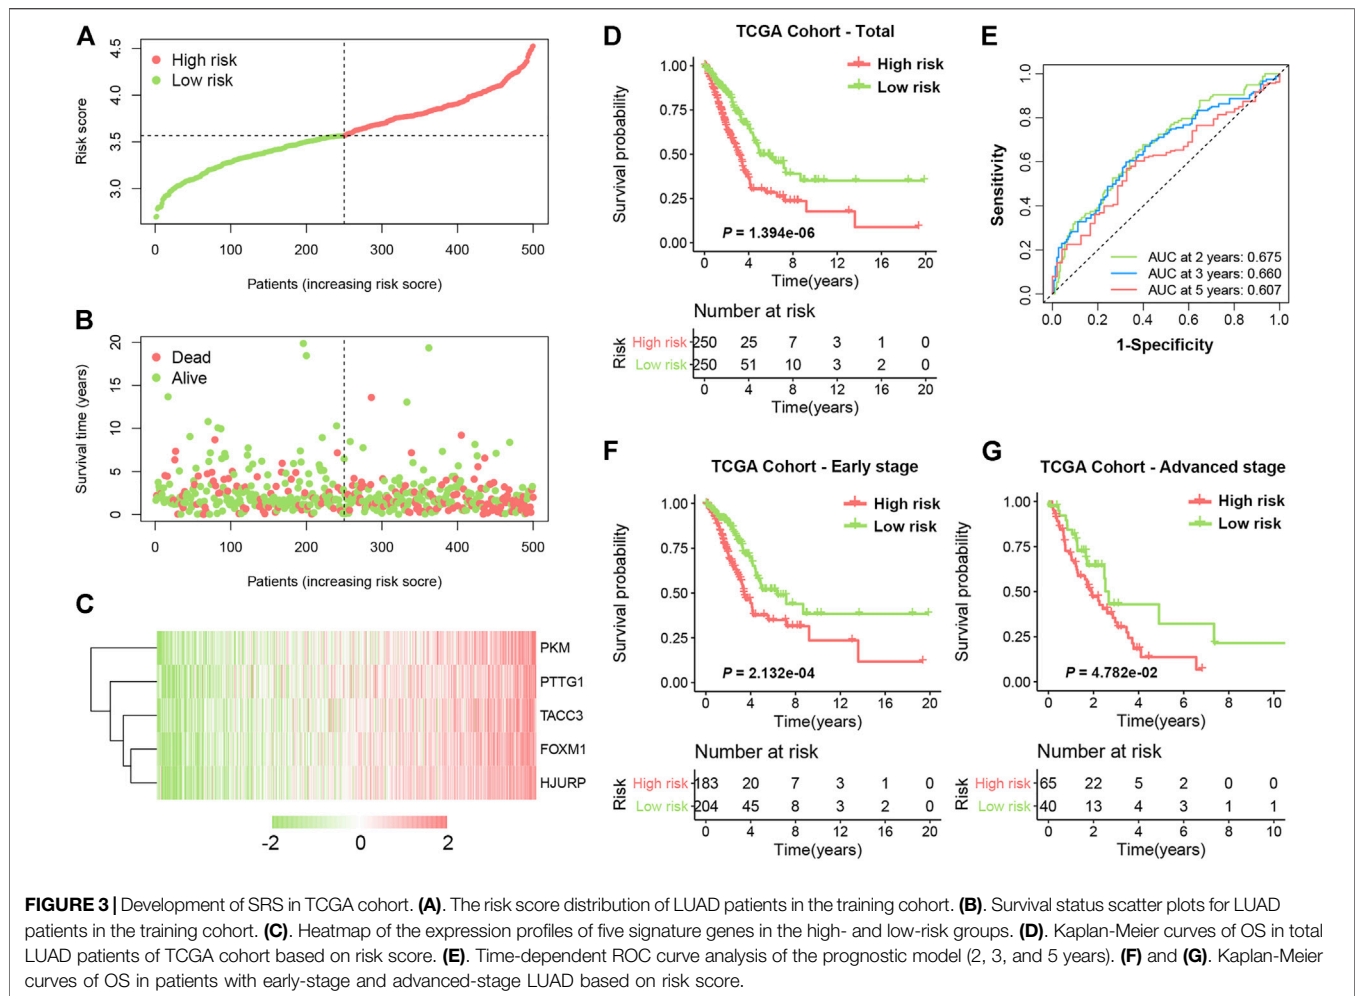 A
High risk
Low risk
Risk score
4.5
4.0
3.5
3.0
0 100 200 300 400 500
Patients (increasing risk score)
B
Dead
Alive
Survival time (years)
20
15
10
5
0
0 100 200 300 400 500
Patients (increasing risk score)
C
PKM
PTTG1
TACC3
FOXM1
HJURP
-2 0 2
D
TCGA Cohort - Total
High risk
Low risk
Survival probability
1.00
0.75
0.50
0.25
0.00
P = 1.394e-06
0 4 8 12 16 20
Time(years)
Number at risk
Risk
High risk 250 25 7 3 1 0
Low risk 250 51 10 3 2 0
0 4 8 12 16 20
Time(years)
E
Sensitivity
1.0
0.8
0.6
0.4
0.2
0.0
AUC at 2 years: 0.675
AUC at 3 years: 0.660
AUC at 5 years: 0.607
0.0 0.2 0.4 0.6 0.8 1.0
1-Specificity
F
TCGA Cohort - Early stage
High risk
Low risk
Survival probability
1.00
0.75
0.50
0.25
0.00
P = 2.132e-04
0 4 8 12 16 20
Time(years)
Number at risk
Risk
High risk 183 20 7 3 1 0
Low risk 204 45 8 3 2 0
0 4 8 12 16 20
Time(years)
G
TCGA Cohort - Advanced stage
High risk
Low risk
Survival probability
1.00
0.75
0.50
0.25
0.00
P = 4.782e-02
0 2 4 6 8 10
Time(years)
Number at risk
Risk
High risk 65 22 5 2 0 0
Low risk 40 13 4 3 1 1
0 2 4 6 8 10
Time(years)
FIGURE 3 | Development of SRS in TCGA cohort. (A). The risk score distribution of LUAD patients in the training cohort. (B). Survival status scatter plots for LUAD
patients in the training cohort. (C). Heatmap of the expression profiles of five signature genes in the high- and low-risk groups. (D). Kaplan-Meier curves of OS in total
LUAD patients of TCGA cohort based on risk score. (E). Time-dependent ROC curve analysis of the prognostic model (2, 3, and 5 years). (F) and (G). Kaplan-Meier
curves of OS in patients with early-stage and advanced-stage LUAD based on risk score.